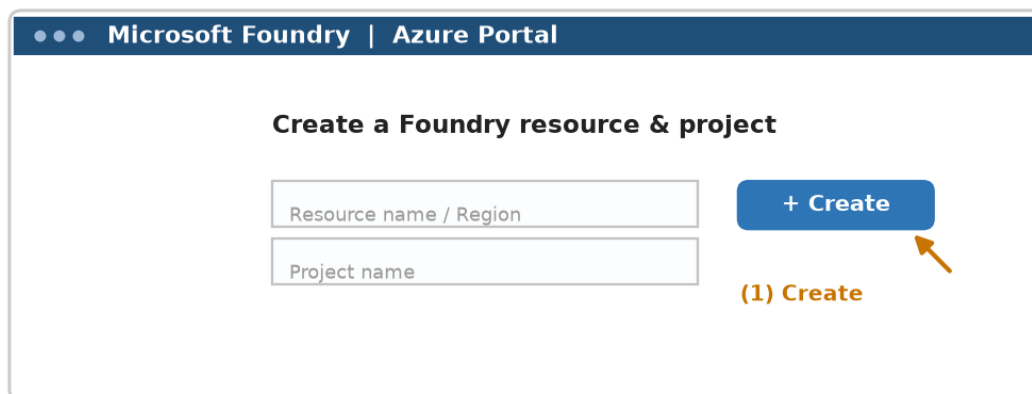 Microsoft Foundry | Azure Portal
Create a Foundry resource & project
Resource name / Region
+ Create
Project name
(1) Create